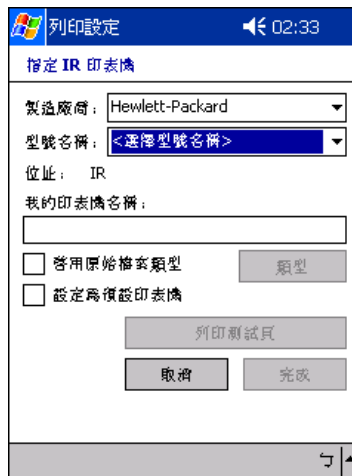 列印設定 02:33
指定 IR 印表機
製造廠商： Hewlett-Packard
型號名稱： <選擇型號名稱>
位址： IR
我的印表機名稱：
啟用原始檔案類型 類型
設定為預設印表機
列印測試頁
取消 完成
ㄅ